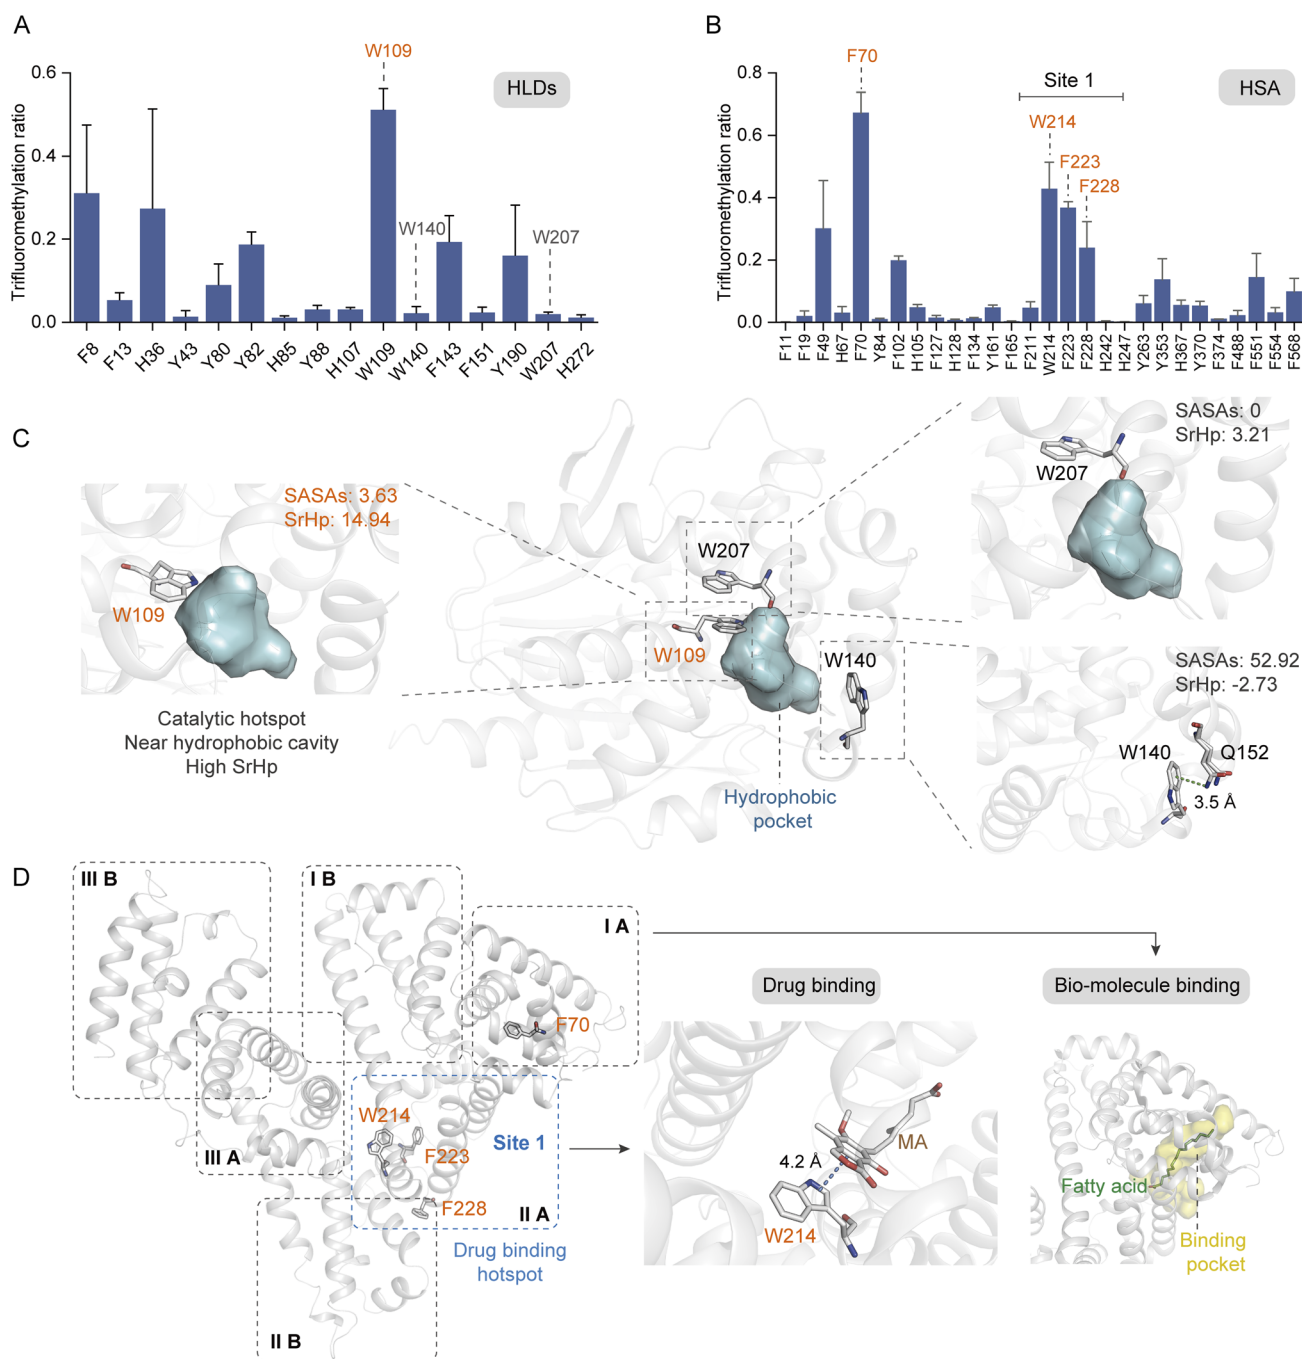 A
HLDs
Trifluoromethylation ratio
0.6
0.4
0.2
0.0
W109
W140
W207
F8
F13
H36
Y43
Y80
Y82
H85
Y88
H107
W109
W140
F143
F151
Y190
W207
H272
B
HSA
Trifluoromethylation ratio
0.8
0.6
0.4
0.2
0.0
F70
Site 1
W214
F223
F228
F11
F19
F49
H67
F70
Y84
F102
H105
F127
H128
F134
Y161
F165
F211
W214
F223
F228
H242
H247
Y263
Y353
H367
Y370
F374
F488
F551
F554
F568
C
SASAs: 3.63
SrHp: 14.94
W109
Catalytic hotspot
Near hydrophobic cavity
High SrHp
W207
W109
W140
Hydrophobic
pocket
SASAs: 0
SrHp: 3.21
W207
SASAs: 52.92
SrHp: -2.73
W140
Q152
3.5 Å
D
III B
I B
I A
F70
III A
W214
F223
Site 1
F228
II A
Drug binding
hotspot
II B
Drug binding
4.2 Å
MA
W214
Bio-molecule binding
Fatty acid
Binding
pocket